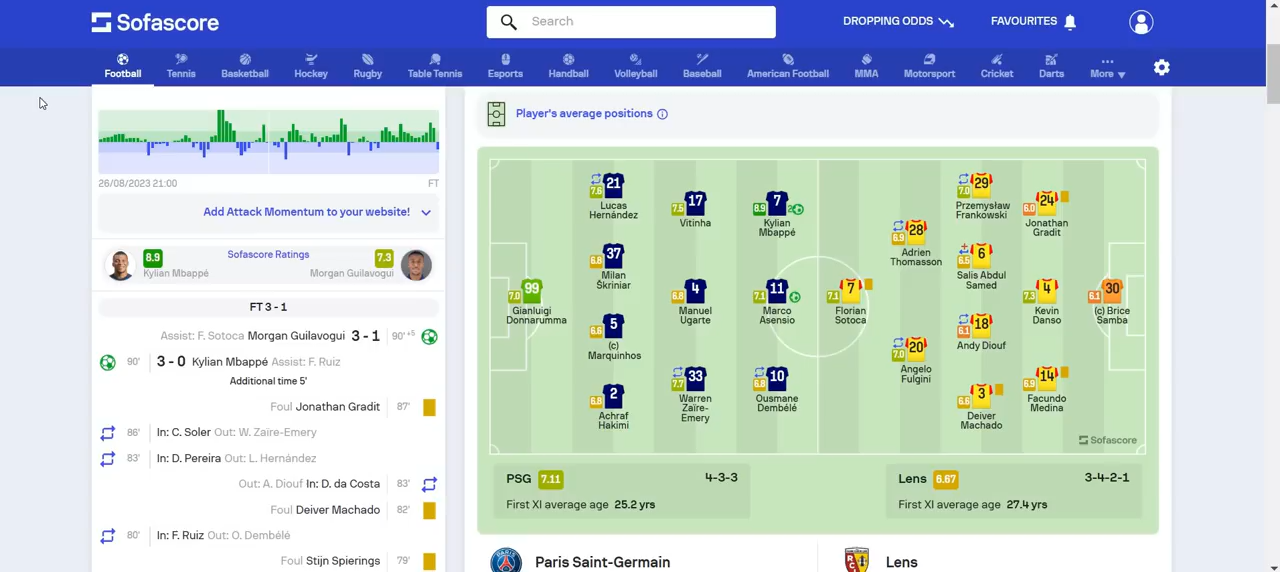 Sofascore
Search
DROPPING ODDS
FAVOURITES
Football
Tennis
Basketball
Hockey
Rugby
Table Tennis
Esports
Handball
Volleyball
Baseball
American Football
MMA
Motorsport
Cricket
Darts
More
26/08/2023 21:00 FT
Add Attack Momentum to your website!
8.9 Sofascore Ratings 7.3
Kylian Mbappé Morgan Guilavogui
FT 3 - 1
Assist: F. Sotoca Morgan Guilavogui 3 - 1 90'+5
90' 3 - 0 Kylian Mbappé Assist: F. Ruiz
Additional time 5'
Foul Jonathan Gradit 87'
86' In: C. Soler Out: W. Zaïre-Emery
83' In: D. Pereira Out: L. Hernández
Out: A. Diouf In: D. da Costa 83'
Foul Deiver Machado 82'
80' In: F. Ruiz Out: O. Dembélé
Foul Stijn Spierings 79'
Player's average positions
99
7.0
Gianluigi
Donnarumma
21
7.6
Lucas
Hernández
37
6.8
Milan
Škriniar
5
6.6
(c)
Marquinhos
2
6.8
Achraf
Hakimi
17
7.5
Vitinha
4
6.8
Manuel
Ugarte
33
7.7
Warren
Zaïre-
Emery
7
8.9
2
Kylian
Mbappé
11
7.1
Marco
Asensio
10
6.8
Ousmane
Dembélé
7
7.1
Florian
Sotoca
28
6.9
Adrien
Thomasson
20
7.0
Angelo
Fulgini
29
7.0
Przemysław
Frankowski
6
6.5
Salis Abdul
Samed
18
6.1
Andy Diouf
3
6.6
Deiver
Machado
24
6.0
Jonathan
Gradit
4
7.3
Kevin
Danso
14
6.9
Facundo
Medina
30
6.1
(c) Brice
Samba
Sofascore
PSG 7.11 4-3-3
First XI average age 25.2 yrs
Lens 6.67 3-4-2-1
First XI average age 27.4 yrs
Paris Saint-Germain
Lens